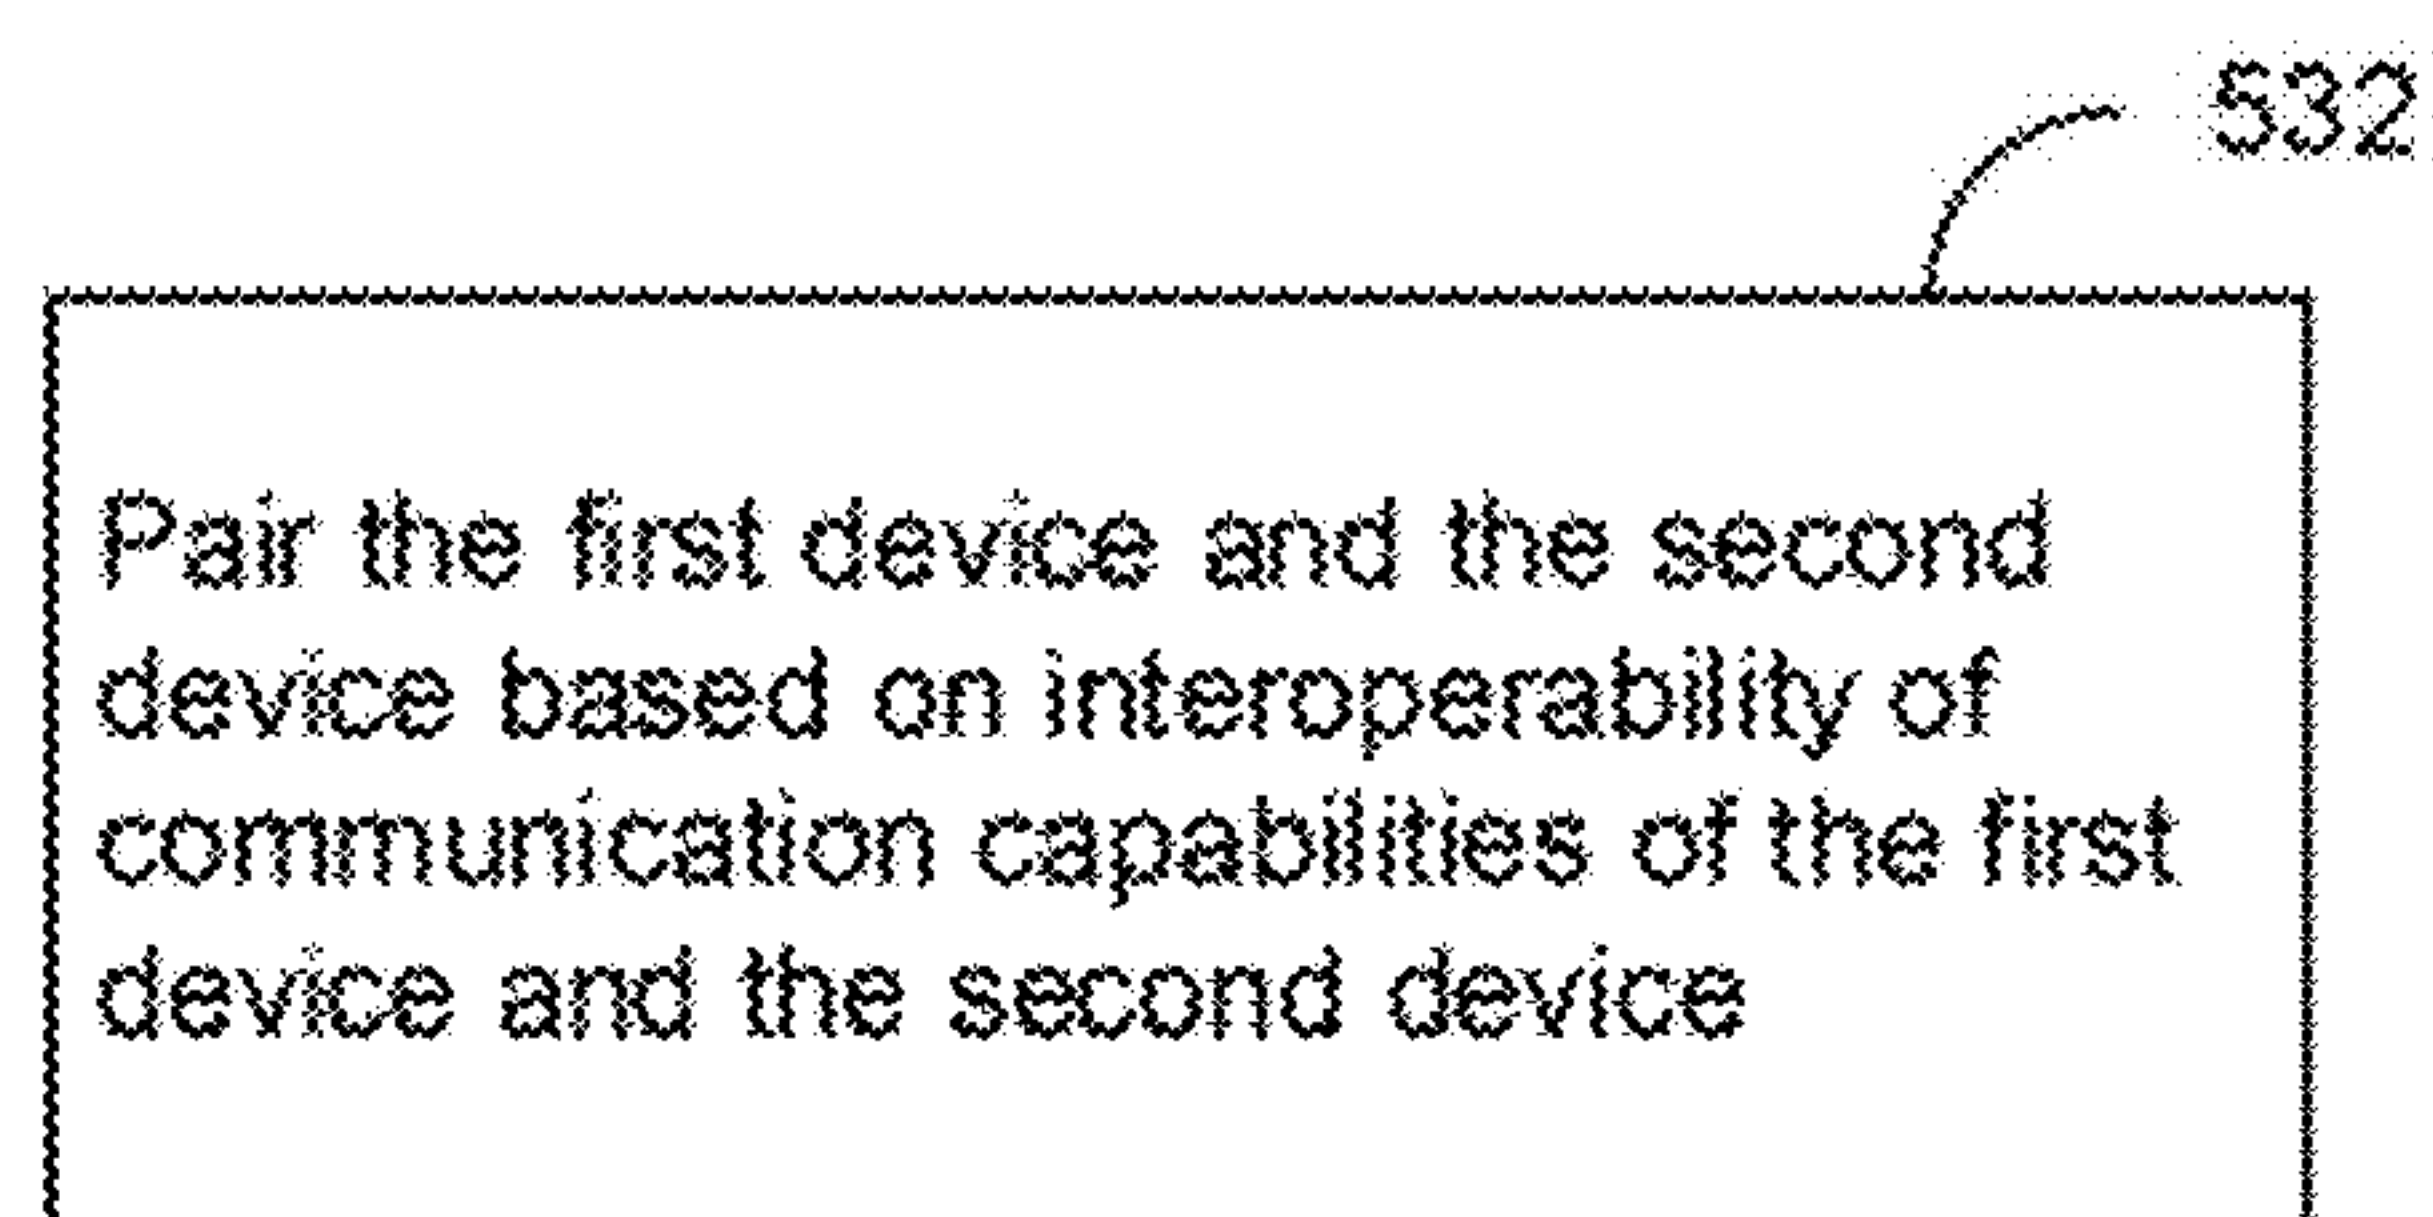 532
Pair the first device and the second
device based on interoperability of
communication capabilities of the first
device and the second device